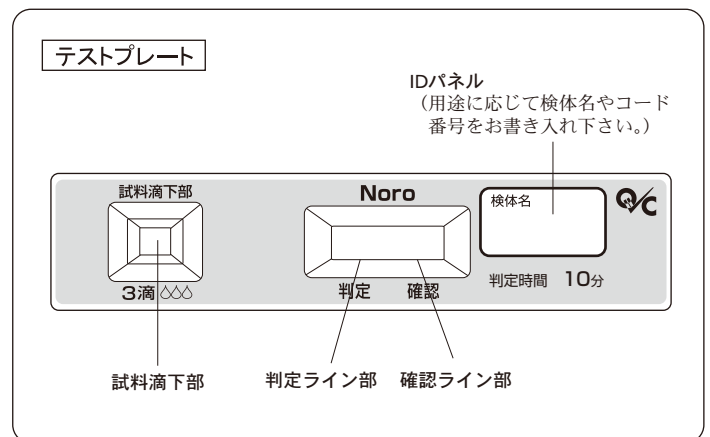 テストプレート
IDパネル
（用途に応じて検体名やコード
番号をお書き入れ下さい。）
試料滴下部
Noro
検体名
3滴
判定
確認
判定時間 10分
試料滴下部
判定ライン部
確認ライン部